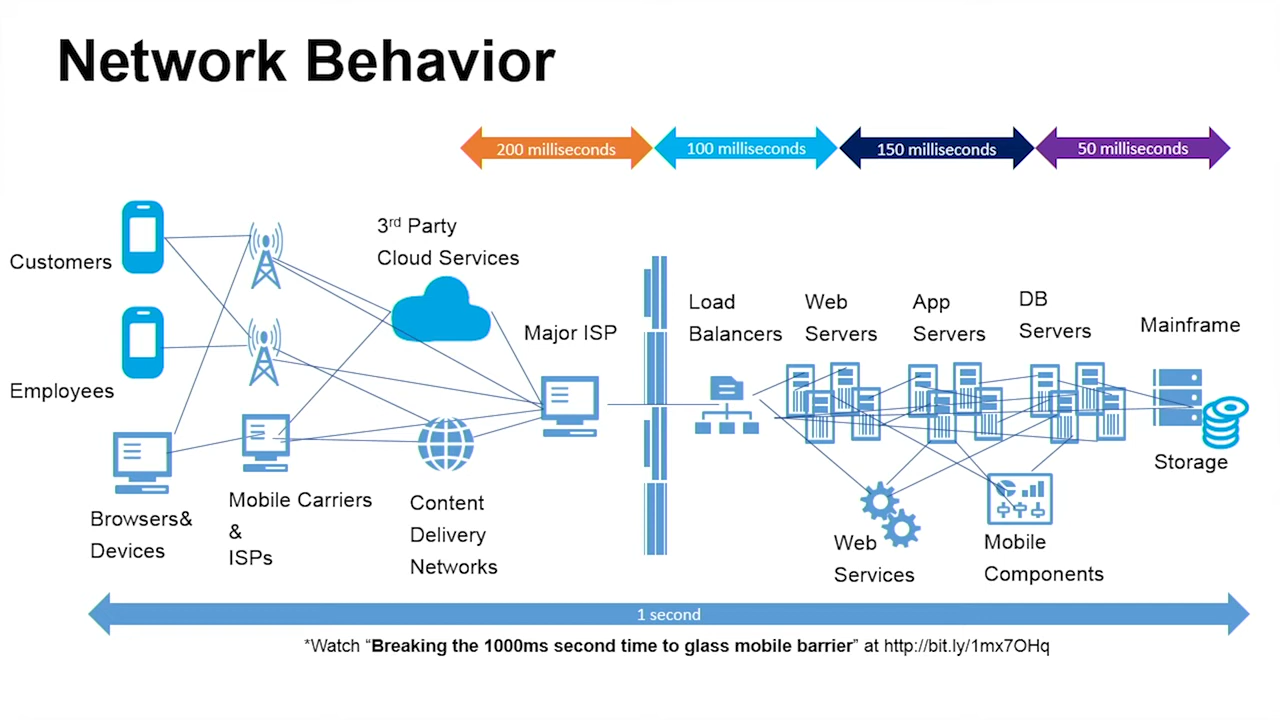 Network Behavior
200 milliseconds
100 milliseconds
150 milliseconds
50 milliseconds
Customers
Employees
Browsers&
Devices
Mobile Carriers
&
ISPs
3rd Party
Cloud Services
Content
Delivery
Networks
Major ISP
Load
Balancers
Web
Servers
App
Servers
DB
Servers
Mainframe
Storage
Web
Services
Mobile
Components
1 second
*Watch “Breaking the 1000ms second time to glass mobile barrier” at http://bit.ly/1mx7OHq